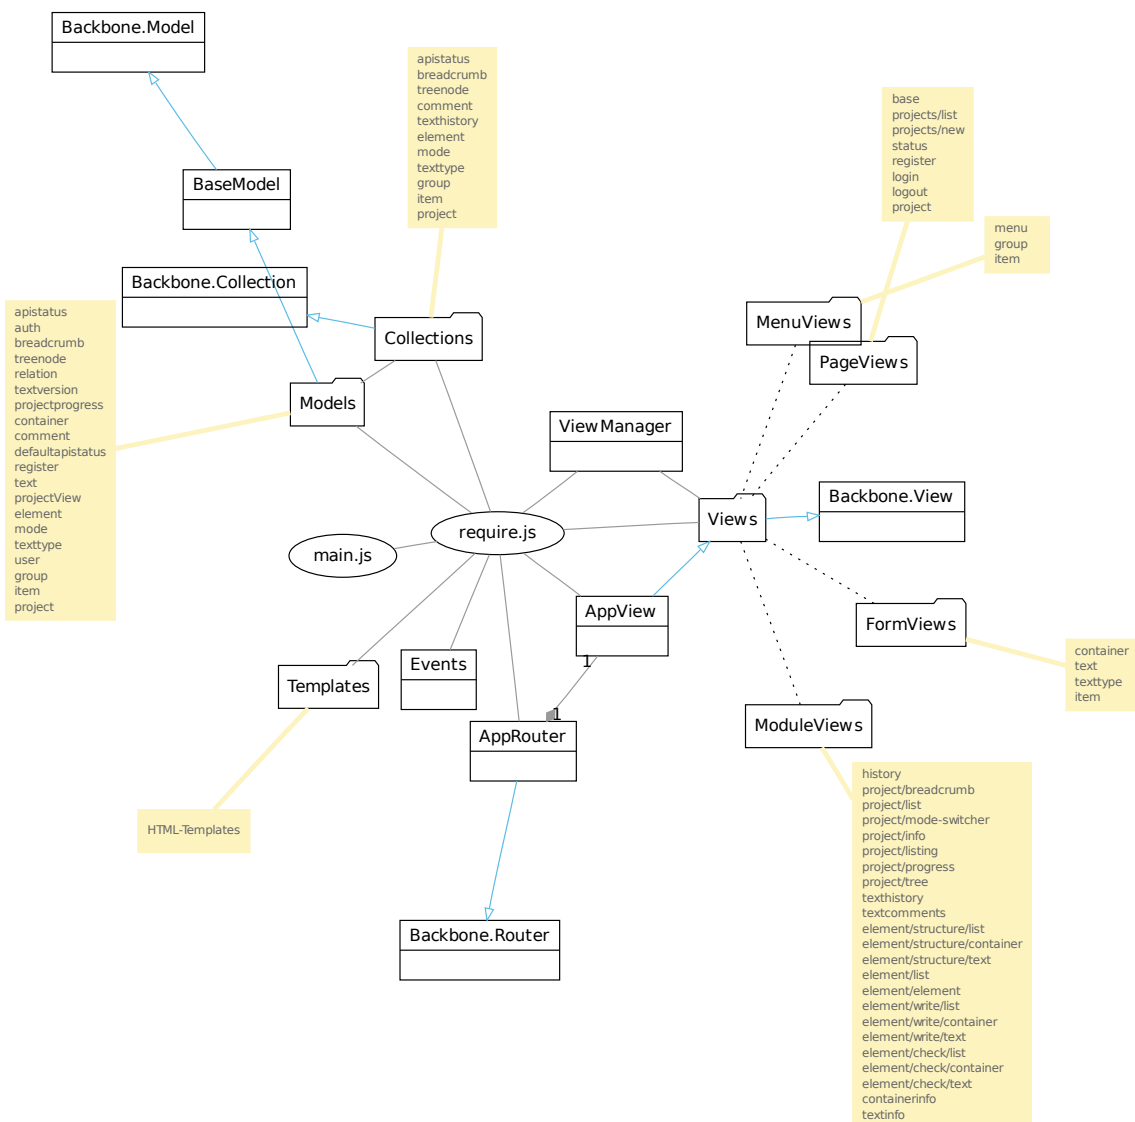 Backbone.Model
apistatus
breadcrumb
treenode
comment
texthistory
element
mode
texttype
group
item
project
base
projects/list
projects/new
status
register
login
logout
project
BaseModel
menu
group
item
Backbone.Collection
apistatus
auth
breadcrumb
treenode
relation
textversion
projectprogress
container
comment
defaultapistatus
register
text
projectView
element
mode
texttype
user
group
item
project
Collections
MenuViews
PageViews
Models
ViewManager
Views
Backbone.View
require.js
main.js
AppView
FormViews
container
text
texttype
item
Events
1
Templates
1
AppRouter
ModuleViews
history
project/breadcrumb
project/list
project/mode-switcher
project/info
project/listing
project/progress
project/tree
texthistory
textcomments
element/structure/list
element/structure/container
element/structure/text
element/list
element/element
element/write/list
element/write/container
element/write/text
element/check/list
element/check/container
element/check/text
containerinfo
textinfo
HTML-Templates
Backbone.Router